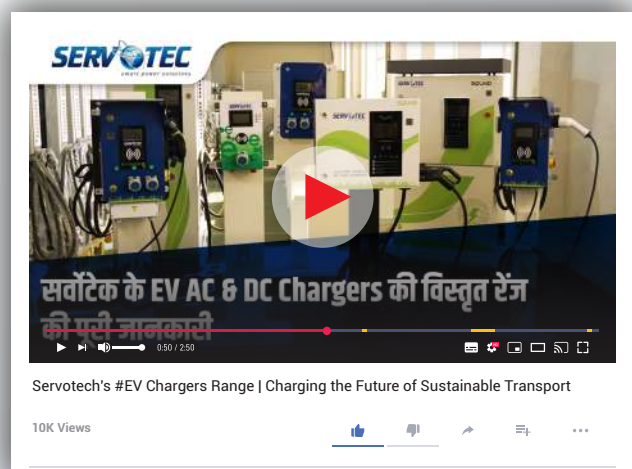 SERVOTEC
smart power solutions
सर्वोटेक के EV AC & DC Chargers की विस्तृत रेंज
की पूरी जानकारी
0:50 / 2:50
Servotech's #EV Chargers Range | Charging the Future of Sustainable Transport
10K Views